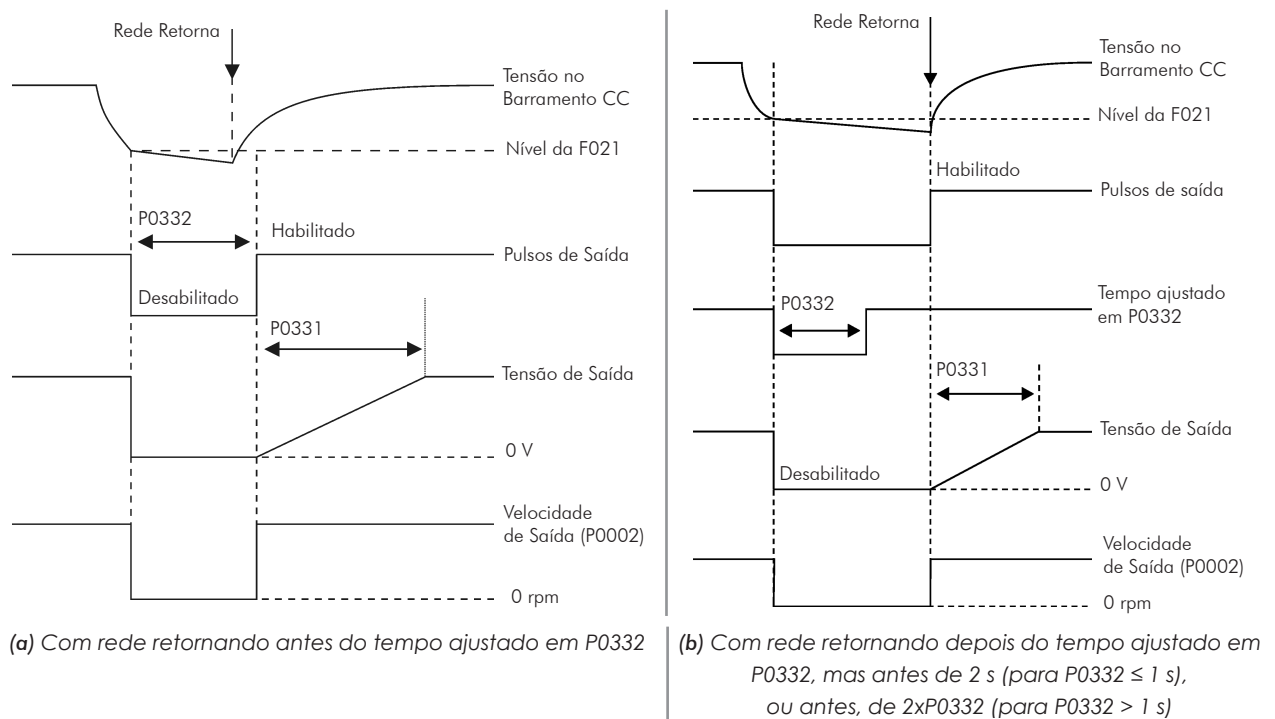 Rede Retorna
Tensão no
Barramento CC
Nível da F021
P0332
Habilitado
Pulsos de Saída
Desabilitado
P0331
Tensão de Saída
0 V
Velocidade
de Saída (P0002)
0 rpm
(a) Com rede retornando antes do tempo ajustado em P0332
Rede Retorna
Tensão no
Barramento CC
Nível da F021
Habilitado
Pulsos de saída
Tempo ajustado
em P0332
P0332
P0331
Tensão de Saída
Desabilitado
0 V
Velocidade
de Saída (P0002)
0 rpm
(b) Com rede retornando depois do tempo ajustado em
P0332, mas antes de 2 s (para P0332 ≤ 1 s),
ou antes, de 2xP0332 (para P0332 > 1 s)